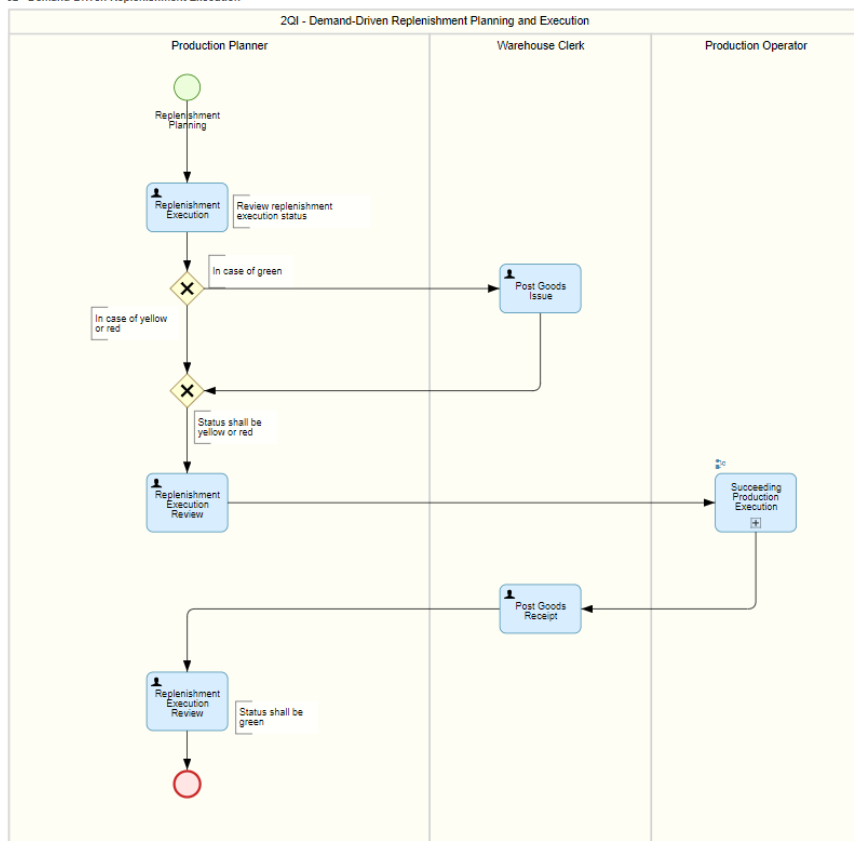 2QI - Demand-Driven Replenishment Planning and Execution
Production Planner
Warehouse Clerk
Production Operator
Replenishment
Planning
Replenishment
Execution
Review replenishment
execution status
In case of green
Post Goods
Issue
In case of yellow
or red
Status shall be
yellow or red
Replenishment
Execution
Review
Succeeding
Production
Execution
Post Goods
Receipt
Replenishment
Execution
Review
Status shall be
green